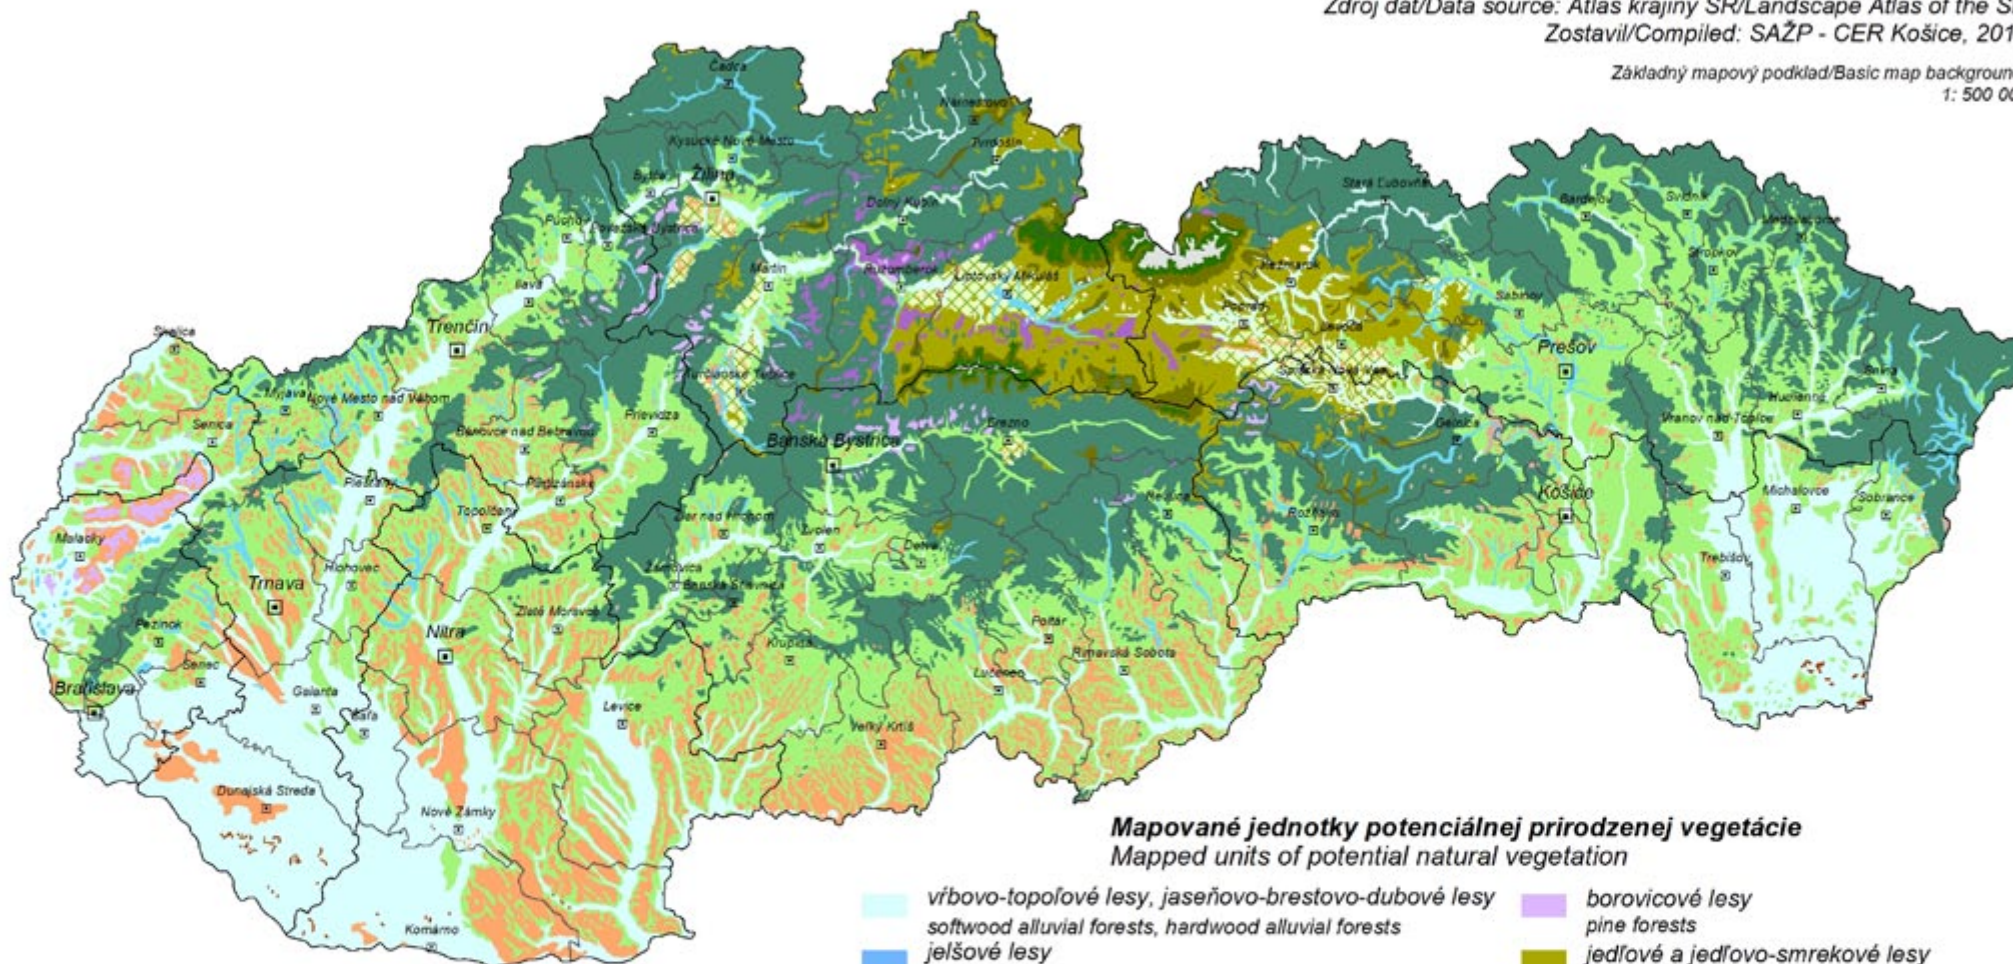 Zdroj dát/Data source: Atlas krajiny SR/Landscape Atlas of the
Zostavil/Compiled: SAŽP - CER Košice,
Základný mapový podklad/Basic map
1: 500
Čadca
Námestovo
Kysucké Nové Mesto
Tvrdošín
Bytča
Žilina
Stará Ľubovňa
Dolný Kubín
Bardejov
Svidník
Púchov
Považská Bystrica
Medzilaborce
Martin
Ružomberok
Liptovský Mikuláš
Kežmarok
Stropkov
Ilava
Sabinov
Poprad
Skalica
Trenčín
Levoča
Prešov
Turčianske Teplice
Spišská Nová Ves
Snina
Myjava
Nové Mesto nad Váhom
Humenné
Prievidza
Senica
Bánovce nad Bebravou
Brezno
Gelnica
Vranov nad Topľou
Banská Bystrica
Piešťany
Partizánske
Revúca
Košice
Michalovce
Sobrance
Topoľčany
Žiar nad Hronom
Rožňava
Malacky
Zvolen
Detva
Hlohovec
Žarnovica
Trebišov
Trnava
Banská Štiavnica
Zlaté Moravce
Pezinok
Nitra
Poltár
Krupina
Senec
Rimavská Sobota
Lučenec
Bratislava
Galanta
Šaľa
Levice
Veľký Krtíš
Dunajská Streda
Nové Zámky
Komárno
Mapované jednotky potenciálnej prirodzenej vegetácie
Mapped units of potential natural vegetation
vŕbovo-topoľové lesy, jaseňovo-brestovo-dubové lesy
softwood alluvial forests, hardwood alluvial forests
jelšové lesy
borovicové lesy
pine forests
jedľové a jedľovo-smrekové lesy